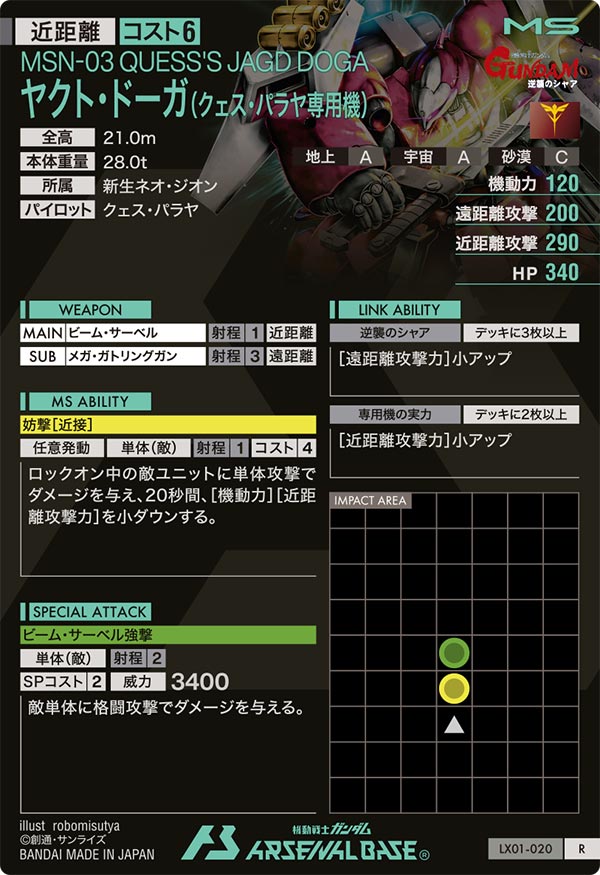 近距離 コスト6 MS
MSN-03 QUESS'S JAGD DOGA
ヤクト・ドーガ(クェス・パラヤ専用機)
機動戦士ガンダム
GUNDAM
逆襲のシャア
全高 21.0m
本体重量 28.0t
所属 新生ネオ・ジオン
パイロット クェス・パラヤ
地上 A 宇宙 A 砂漠 C
機動力 120
遠距離攻撃 200
近距離攻撃 290
HP 340
WEAPON
MAIN ビーム・サーベル 射程 1 近距離
SUB メガ・ガトリングガン 射程 3 遠距離
MS ABILITY
妨撃[近接]
任意発動 単体(敵) 射程 1 コスト 4
ロックオン中の敵ユニットに単体攻撃で
ダメージを与え、20秒間、[機動力][近距
離攻撃力]を小ダウンする。
SPECIAL ATTACK
ビーム・サーベル強撃
単体(敵) 射程 2
SPコスト 2 威力 3400
敵単体に格闘攻撃でダメージを与える。
LINK ABILITY
逆襲のシャア デッキに3枚以上
[遠距離攻撃力]小アップ
専用機の実力 デッキに2枚以上
[近距離攻撃力]小アップ
IMPACT AREA
illust robomisutya
©創通・サンライズ
BANDAI MADE IN JAPAN
機動戦士ガンダム
AB ARSENAL BASE®
LX01-020 R